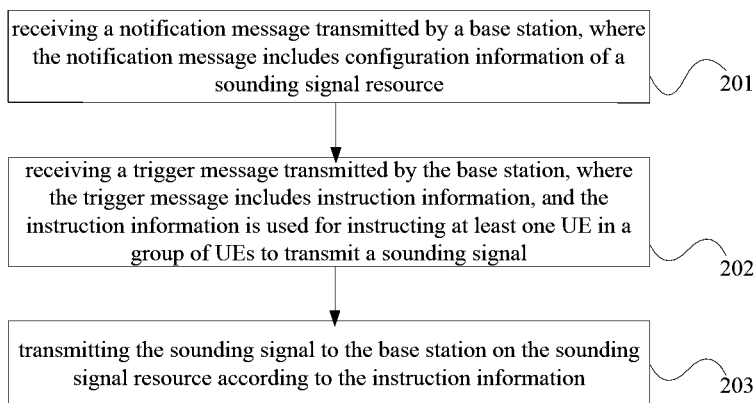 receiving a notification message transmitted by a base station, where
the notification message includes configuration information of a
sounding signal resource
201
receiving a trigger message transmitted by the base station, where
the trigger message includes instruction information, and the
instruction information is used for instructing at least one UE in a
group of UEs to transmit a sounding signal
202
transmitting the sounding signal to the base station on the sounding
signal resource according to the instruction information
203